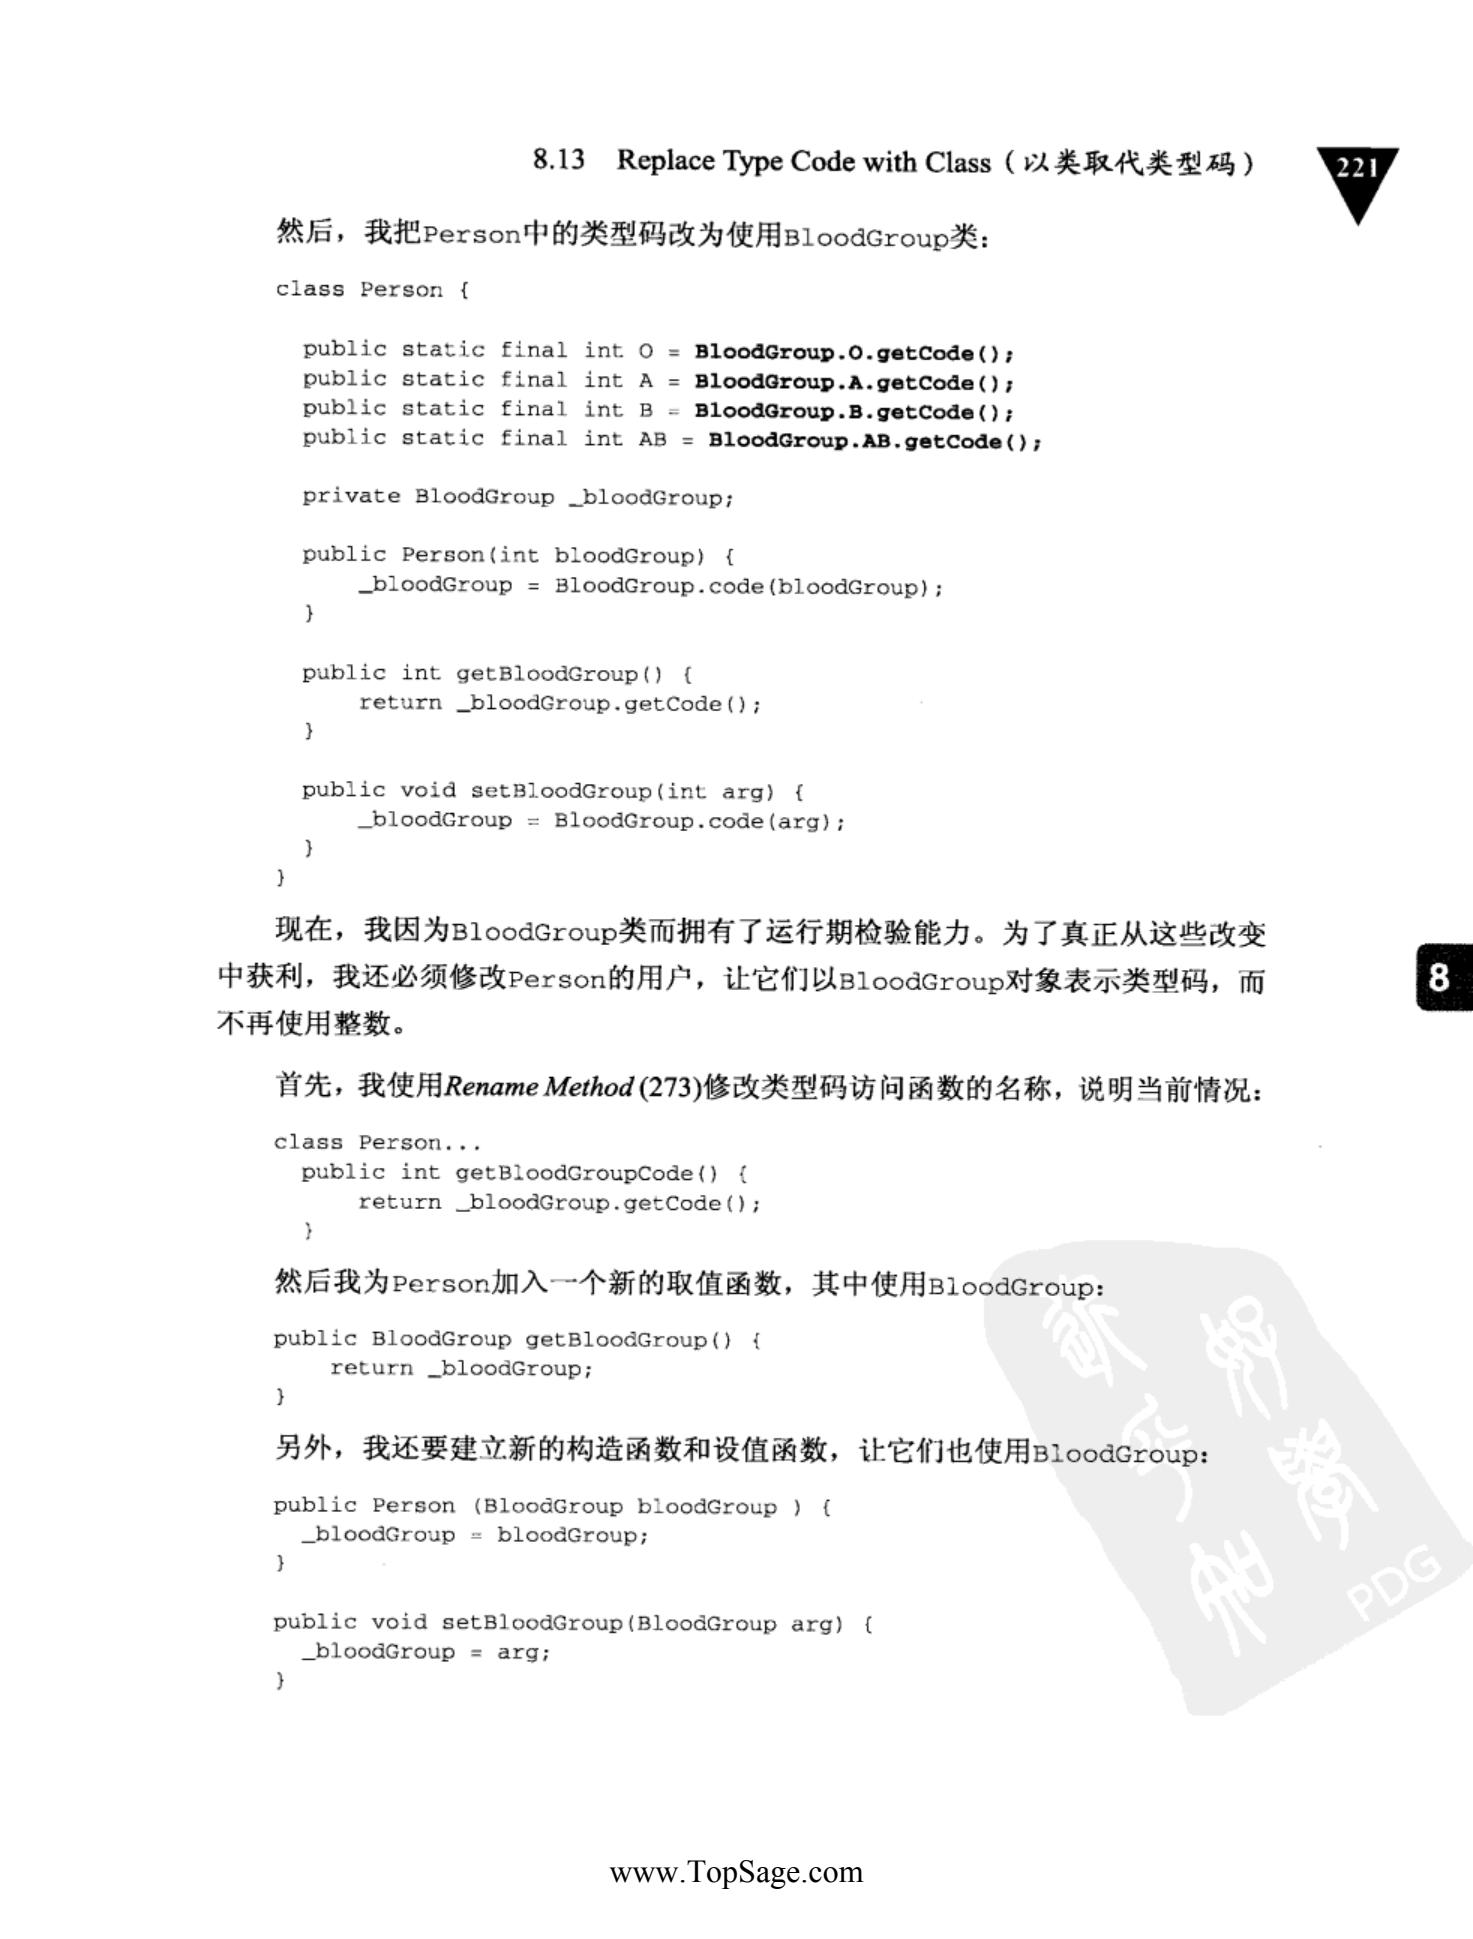 8.13 Replace Type Code with Class（以类取代类型码）
221
然后，我把Person中的类型码改为使用BloodGroup类：
class Person {
public static final int O = BloodGroup.O.getCode();
public static final int A = BloodGroup.A.getCode();
public static final int B = BloodGroup.B.getCode();
public static final int AB = BloodGroup.AB.getCode();
private BloodGroup _bloodGroup;
public Person(int bloodGroup) {
_bloodGroup = BloodGroup.code(bloodGroup);
}
public int getBloodGroup() {
return _bloodGroup.getCode();
}
public void setBloodGroup(int arg) {
_bloodGroup = BloodGroup.code(arg);
}
}
现在，我因为BloodGroup类而拥有了运行期检验能力。为了真正从这些改变
中获利，我还必须修改Person的用户，让它们以BloodGroup对象表示类型码，而
不再使用整数。
8
首先，我使用Rename Method (273)修改类型码访问函数的名称，说明当前情况：
class Person...
public int getBloodGroupCode() {
return _bloodGroup.getCode();
}
然后我为Person加入一个新的取值函数，其中使用BloodGroup：
public BloodGroup getBloodGroup() {
return _bloodGroup;
}
另外，我还要建立新的构造函数和设值函数，让它们也使用BloodGroup：
public Person (BloodGroup bloodGroup ) {
_bloodGroup = bloodGroup;
}
public void setBloodGroup(BloodGroup arg) {
_bloodGroup = arg;
}
PDG
www.TopSage.com